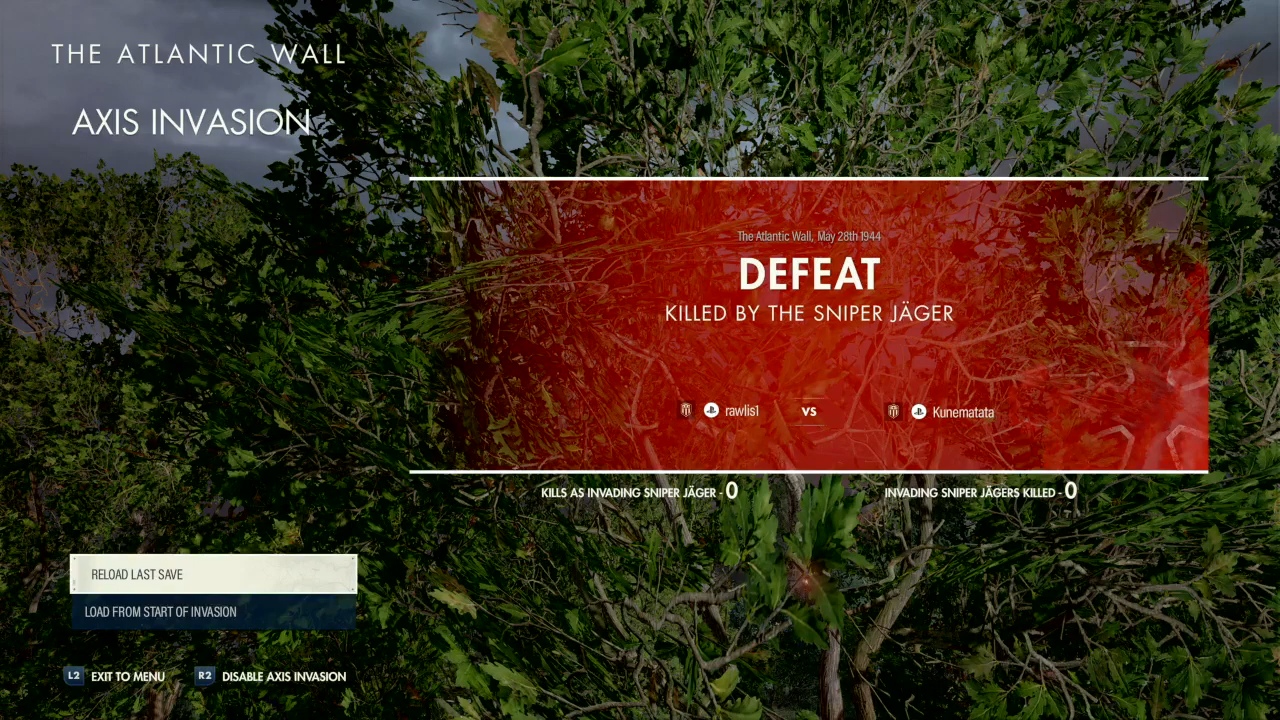 THE ATLANTIC WALL
AXIS INVASION
The Atlantic Wall, May 28th 1944
DEFEAT
KILLED BY THE SNIPER JÄGER
rawlis1 VS Kunematata
KILLS AS INVADING SNIPER JÄGER - 0 INVADING SNIPER JÄGERS KILLED - 0
RELOAD LAST SAVE
LOAD FROM START OF INVASION
L2 EXIT TO MENU R2 DISABLE AXIS INVASION